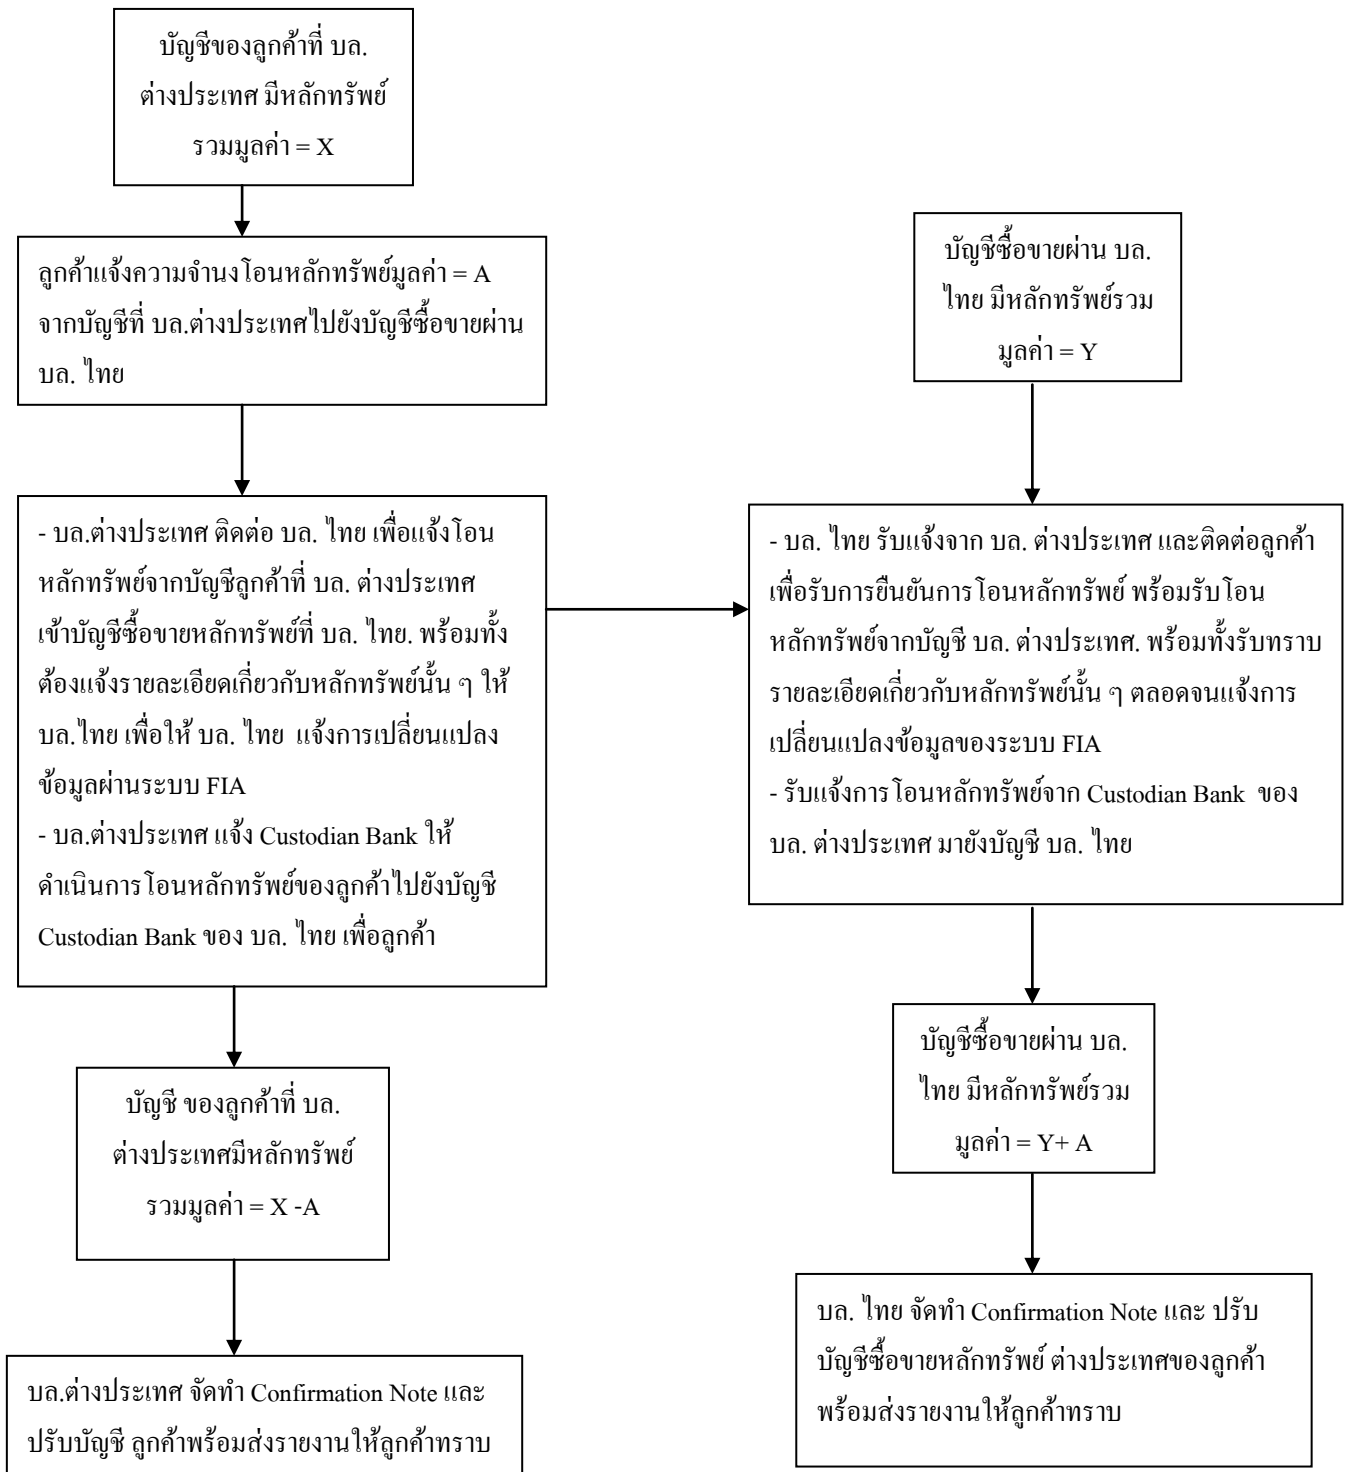 บัญชีของลูกค้าที่ บล.
ต่างประเทศ มีหลักทรัพย์
รวมมูลค่า = X
ลูกค้าแจ้งความจำนงโอนหลักทรัพย์มูลค่า = A
จากบัญชีที่ บล.ต่างประเทศไปยังบัญชีซื้อขายผ่าน
บล. ไทย
- บล.ต่างประเทศ ติดต่อ บล. ไทย เพื่อแจ้งโอน
หลักทรัพย์จากบัญชีลูกค้าที่ บล. ต่างประเทศ
เข้าบัญชีซื้อขายหลักทรัพย์ที่ บล. ไทย. พร้อมทั้ง
ต้องแจ้งรายละเอียดเกี่ยวกับหลักทรัพย์นั้น ๆ ให้
บล.ไทย เพื่อให้ บล. ไทย แจ้งการเปลี่ยนแปลง
ข้อมูลผ่านระบบ FIA
- บล.ต่างประเทศ แจ้ง Custodian Bank ให้
ดำเนินการโอนหลักทรัพย์ของลูกค้าไปยังบัญชี
Custodian Bank ของ บล. ไทย เพื่อลูกค้า
บัญชี ของลูกค้าที่ บล.
ต่างประเทศมีหลักทรัพย์
รวมมูลค่า = X -A
บล.ต่างประเทศ จัดทำ Confirmation Note และ
ปรับบัญชี ลูกค้าพร้อมส่งรายงานให้ลูกค้าทราบ
บัญชีซื้อขายผ่าน บล.
ไทย มีหลักทรัพย์รวม
มูลค่า = Y
- บล. ไทย รับแจ้งจาก บล. ต่างประเทศ และติดต่อลูกค้า
เพื่อรับการยืนยันการโอนหลักทรัพย์ พร้อมรับโอน
หลักทรัพย์จากบัญชี บล. ต่างประเทศ. พร้อมทั้งรับทราบ
รายละเอียดเกี่ยวกับหลักทรัพย์นั้น ๆ ตลอดจนแจ้งการ
เปลี่ยนแปลงข้อมูลของระบบ FIA
- รับแจ้งการโอนหลักทรัพย์จาก Custodian Bank ของ
บล. ต่างประเทศ มายังบัญชี บล. ไทย
บัญชีซื้อขายผ่าน บล.
ไทย มีหลักทรัพย์รวม
มูลค่า = Y+ A
บล. ไทย จัดทำ Confirmation Note และ ปรับ
บัญชีซื้อขายหลักทรัพย์ ต่างประเทศของลูกค้า
พร้อมส่งรายงานให้ลูกค้าทราบ